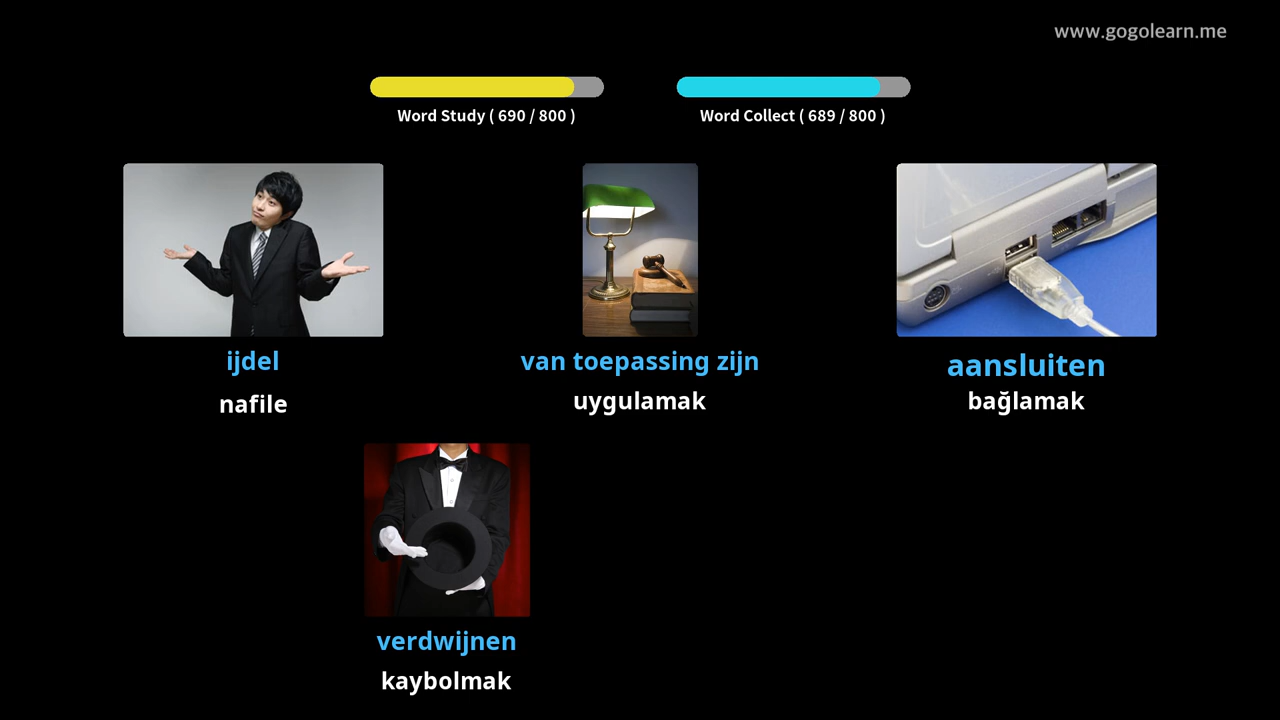 www.gogolearn.me
Word Study ( 690 / 800 )
Word Collect ( 689 / 800 )
ijdel
nafile
van toepassing zijn
uygulamak
aansluiten
bağlamak
verdwijnen
kaybolmak